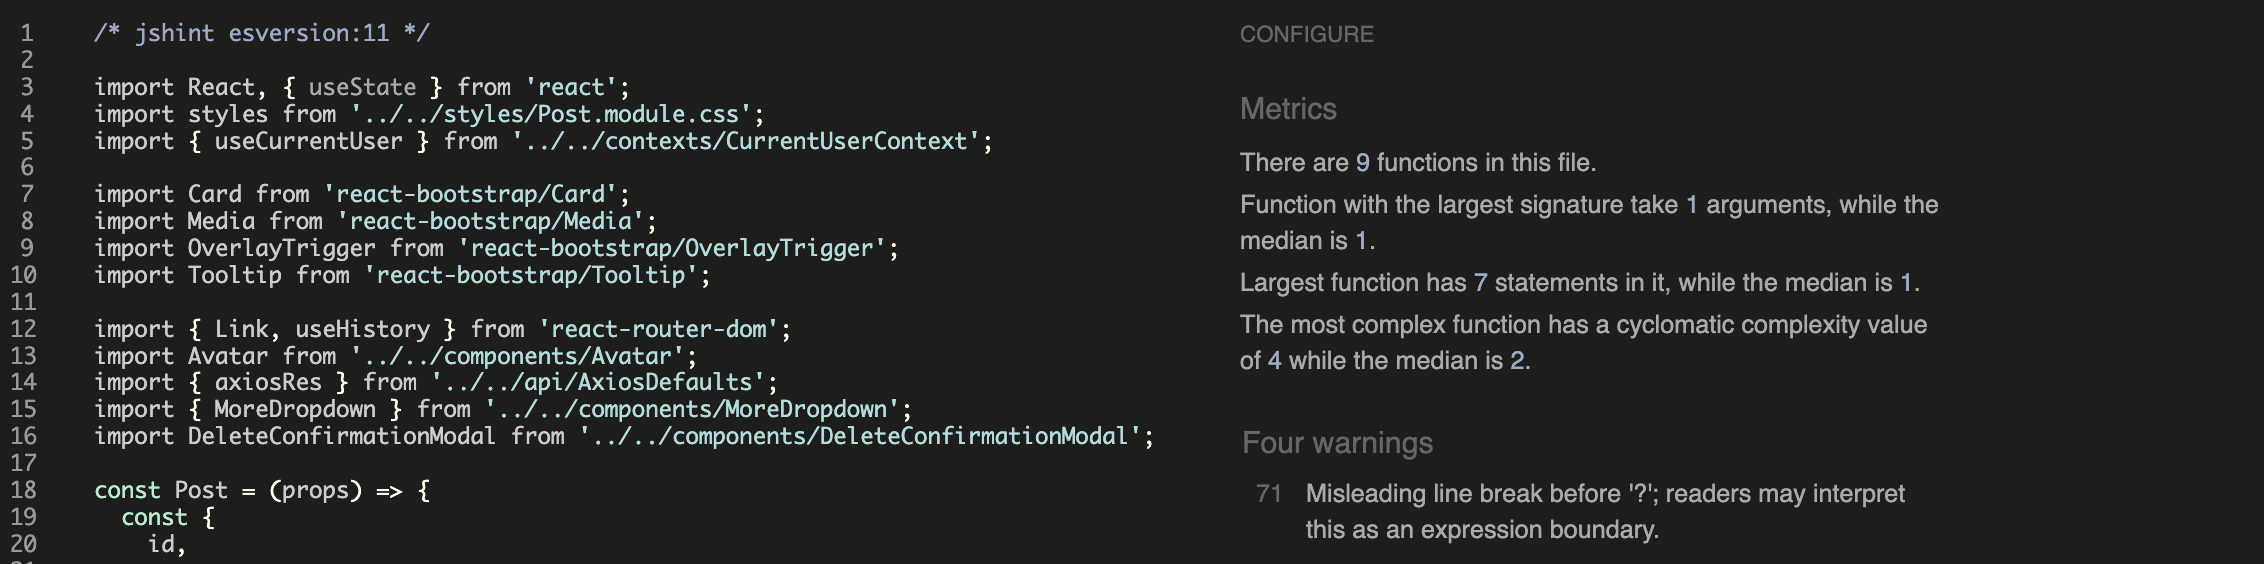 1 /* jshint esversion:11 */
2
3 import React, { useState } from 'react';
4 import styles from '../../styles/Post.module.css';
5 import { useCurrentUser } from '../../contexts/CurrentUserContext';
6
7 import Card from 'react-bootstrap/Card';
8 import Media from 'react-bootstrap/Media';
9 import OverlayTrigger from 'react-bootstrap/OverlayTrigger';
10 import Tooltip from 'react-bootstrap/Tooltip';
11
12 import { Link, useHistory } from 'react-router-dom';
13 import Avatar from '../../components/Avatar';
14 import { axiosRes } from '../../api/AxiosDefaults';
15 import { MoreDropdown } from '../../components/MoreDropdown';
16 import DeleteConfirmationModal from '../../components/DeleteConfirmationModal';
17
18 const Post = (props) => {
19 const {
20 id,
CONFIGURE
Metrics
There are 9 functions in this file.
Function with the largest signature take 1 arguments, while the
median is 1.
Largest function has 7 statements in it, while the median is 1.
The most complex function has a cyclomatic complexity value
of 4 while the median is 2.
Four warnings
71 Misleading line break before '?'; readers may interpret
this as an expression boundary.